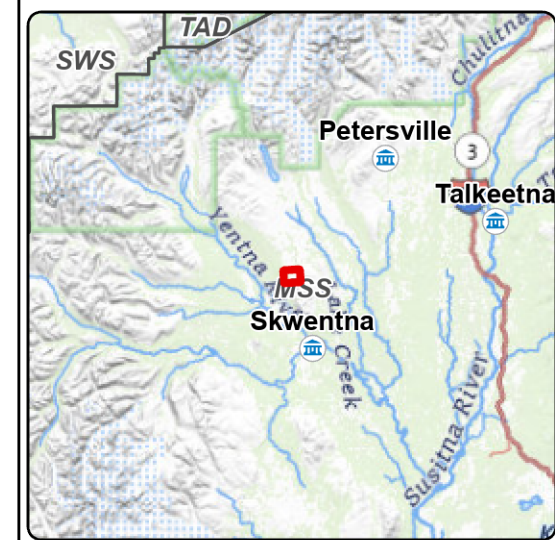 TAD
SWS
Chulitna
Petersville
3
Talkeetna
Yentna
MSS
Creek
Skwentna
Susitna River